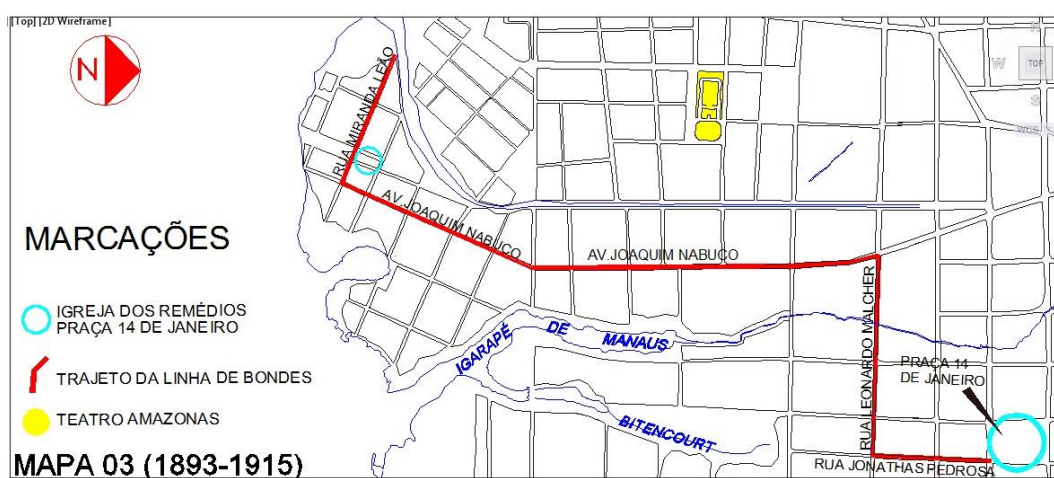 [Top] [2D Wireframe]
N
RUA MIRANDA LEÃO
AV.JOAQUIM NABUCO
AV.JOAQUIM NABUCO
W
TOP
S
MARCAÇÕES
IGREJA DOS REMÉDIOS
PRAÇA 14 DE JANEIRO
TRAJETO DA LINHA DE BONDES
TEATRO AMAZONAS
MAPA 03 (1893-1915)
IGARAPÉ DE MANAUS
BITENCOURT
RUA LEONARDO MALCHER
PRAÇA 14
DE JANEIRO
RUA JONATHAS PEDROSA